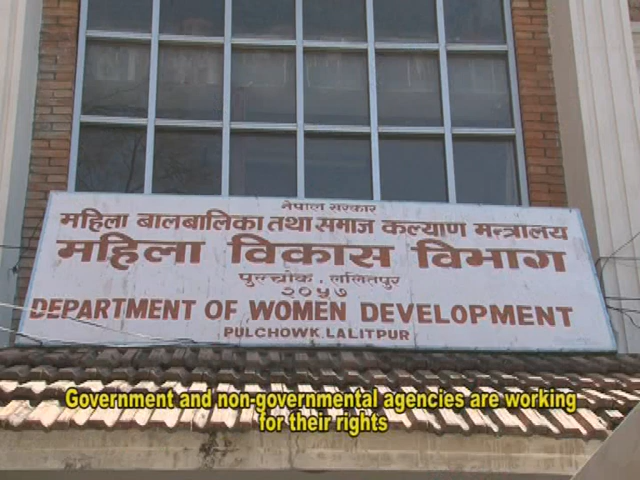 नेपाल सरकार
महिला बालबालिका तथा समाज कल्याण मन्त्रालय
महिला विकास विभाग
पुल्चोक, ललितपुर
२०५७
DEPARTMENT OF WOMEN DEVELOPMENT
PULCHOWK, LALITPUR
Government and non-governmental agencies are working
for their rights